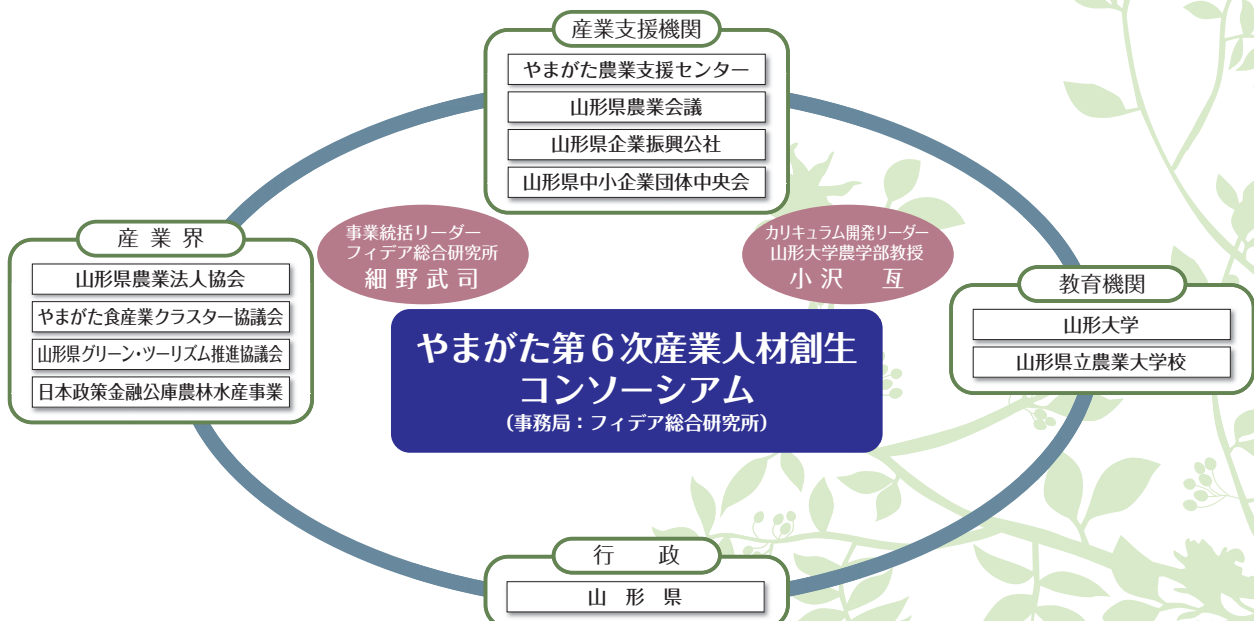 産業支援機関
やまがた農業支援センター
山形県農業会議
山形県企業振興公社
山形県中小企業団体中央会
産業界
山形県農業法人協会
やまがた食産業クラスター協議会
山形県グリーン・ツーリズム推進協議会
日本政策金融公庫農林水産事業
事業統括リーダー
フィデア総合研究所
細野武司
カリキュラム開発リーダー
山形大学農学部教授
小沢 亙
教育機関
山形大学
山形県立農業大学校
やまがた第6次産業人材創生
コンソーシアム
(事務局:フィデア総合研究所)
行 政
山形県